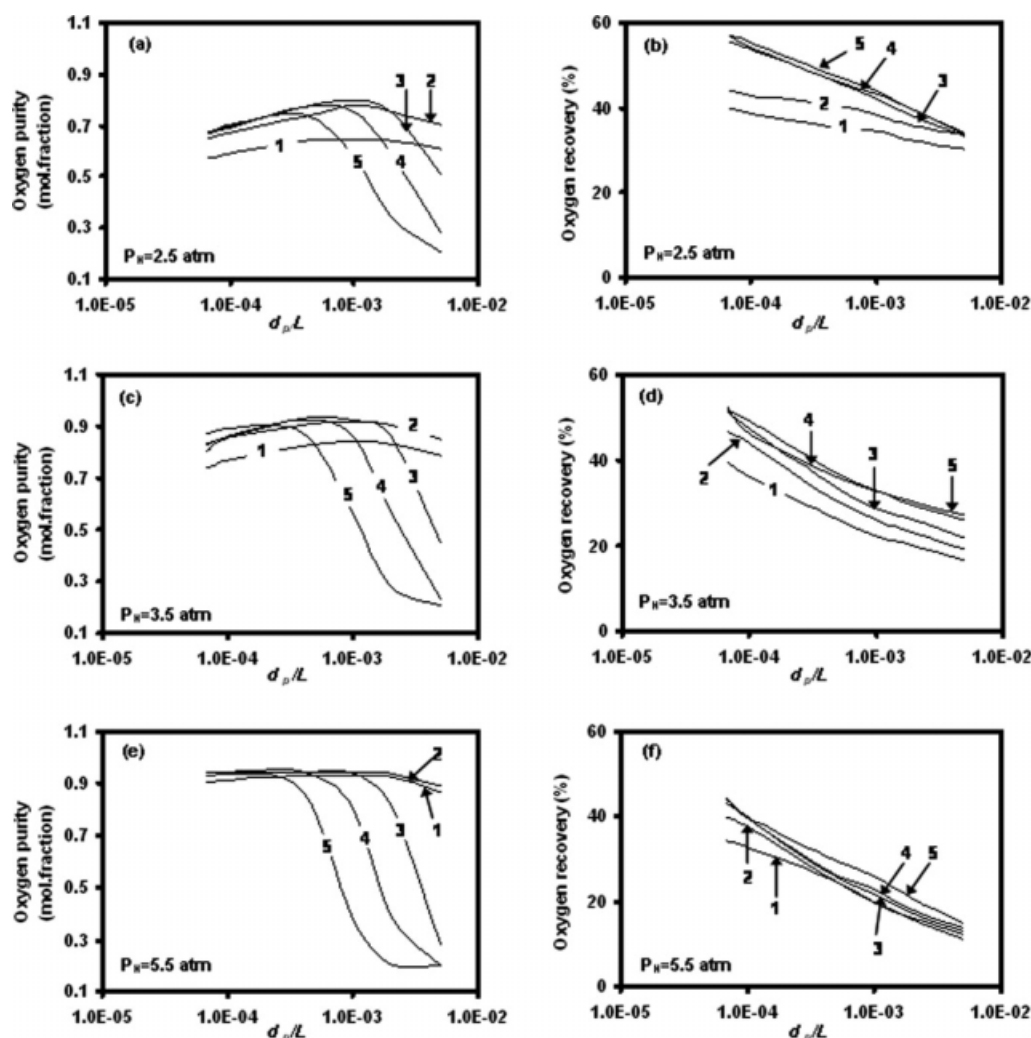 (a)
Oxygen purity
(mol.fraction)
1.1
0.9
0.7
0.5
0.3
0.1
3 2
1
5 4
P_H=2.5 atm
1.0E-05 1.0E-04 1.0E-03 1.0E-02
d_p/L
(b)
Oxygen recovery (%)
60
40
20
0
5 4
3
2
1
P_H=2.5 atm
1.0E-05 1.0E-04 1.0E-03 1.0E-02
d_p/L
(c)
Oxygen purity
(mol.fraction)
1.1
0.9
0.7
0.5
0.3
0.1
2
1
3
4
5
P_H=3.5 atm
1.0E-05 1.0E-04 1.0E-03 1.0E-02
d_p/L
(d)
Oxygen recovery (%)
60
40
20
0
4
3
5
2 1
P_H=3.5 atm
1.0E-05 1.0E-04 1.0E-03 1.0E-02
d_p/L
(e)
Oxygen purity
(mol.fraction)
1.1
0.9
0.7
0.5
0.3
0.1
2
1
5 4 3
P_H=5.5 atm
1.0E-05 1.0E-04 1.0E-03 1.0E-02
d_p/L
(f)
Oxygen recovery (%)
60
40
20
0
4 5
2
1
3
P_H=5.5 atm
1.0E-05 1.0E-04 1.0E-03 1.0E-02
d_p/L